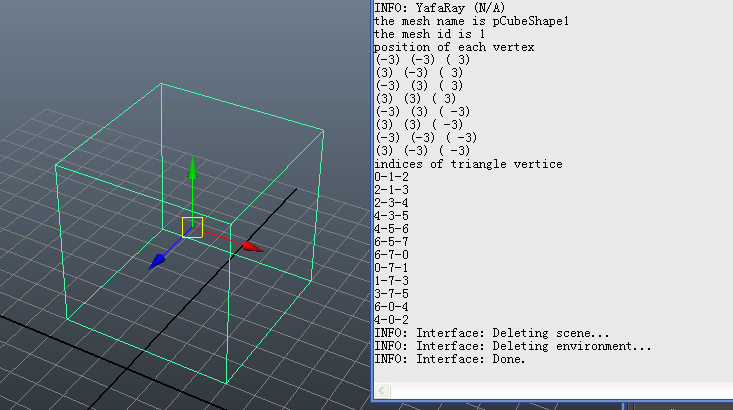 INFO: YafaRay (N/A)
the mesh name is pCubeShape1
the mesh id is 1
position of each vertex
(-3) (-3) ( 3)
(3) (-3) ( 3)
(-3) (3) ( 3)
(3) (3) ( 3)
(-3) (3) ( -3)
(3) (3) ( -3)
(-3) (-3) ( -3)
(3) (-3) ( -3)
indices of triangle vertice
0-1-2
2-1-3
2-3-4
4-3-5
4-5-6
6-5-7
6-7-0
0-7-1
1-7-3
3-7-5
6-0-4
4-0-2
INFO: Interface: Deleting scene...
INFO: Interface: Deleting environment...
INFO: Interface: Done.